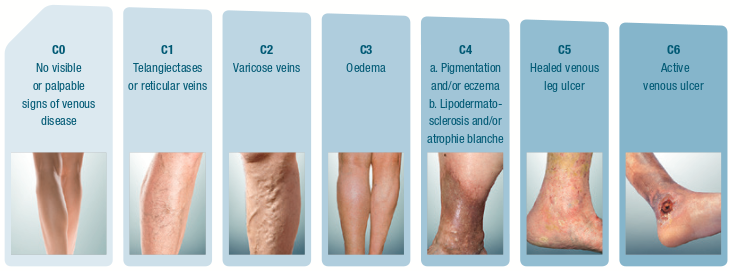 C0
No visible
or palpable
signs of venous
disease
C1
Telangiectases
or reticular veins
C2
Varicose veins
C3
Oedema
C4
a. Pigmentation
and/or eczema
b. Lipodermato-
sclerosis and/or
atrophie blanche
C5
Healed venous
leg ulcer
C6
Active
venous ulcer